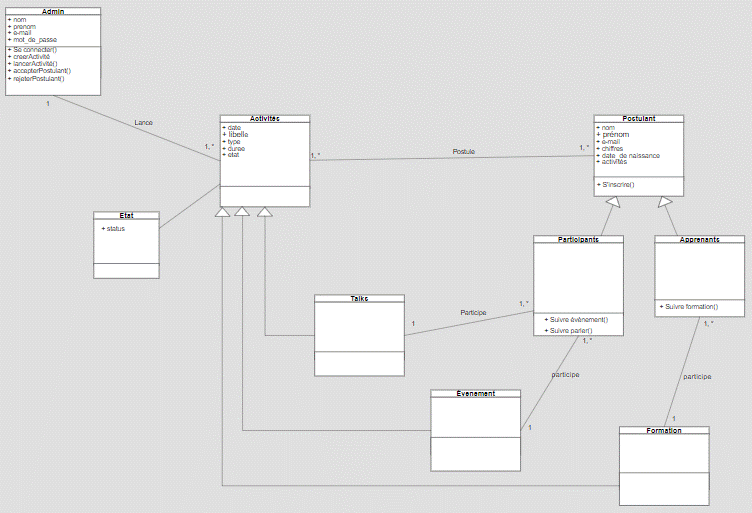 Admin
+ nom
+ prenom
+ e-mail
+ mot_de_passe
+ Se connecter()
+ creerActivité
+ lancerActivité()
+ accepterPostulant()
+ rejeterPostulant()
1
Lance
1, *
Activités
+ date
+ libelle
+ type
+ duree
+ etat
1, *
Postule
1, *
Postulant
+ nom
+ prénom
+ e-mail
+ chiffres
+ date_de naissance
+ activités
+ S'inscrire()
Etat
+ status
Participants
+ Suivre évènement()
+ Suivre parler()
Apprenants
+ Suivre formation()
Talks
1
Participe
1, *
1, *
participe
1
Évenement
1, *
participe
1
Formation